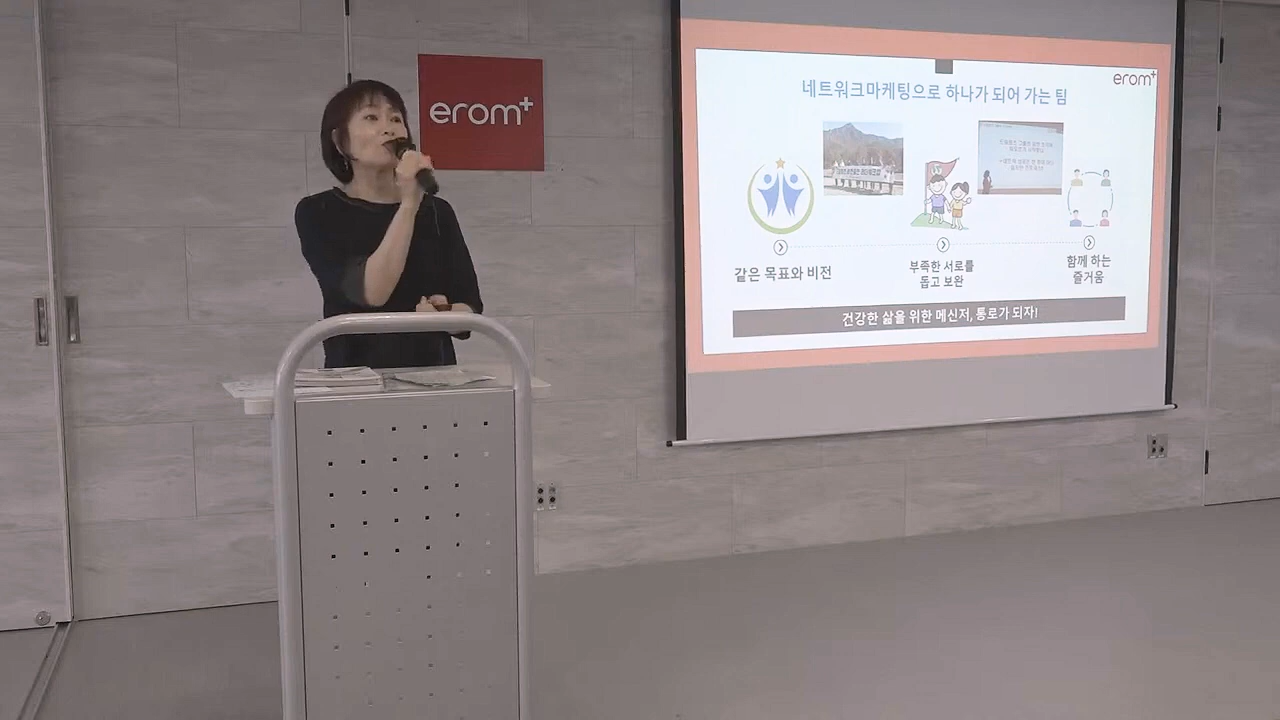 erom+
erom+
네트워크마케팅으로 하나가 되어 가는 팀
같은 목표와 비전
부족한 서로를
돕고 보완
함께 하는
즐거움
건강한 삶을 위한 메신저, 통로가 되자!